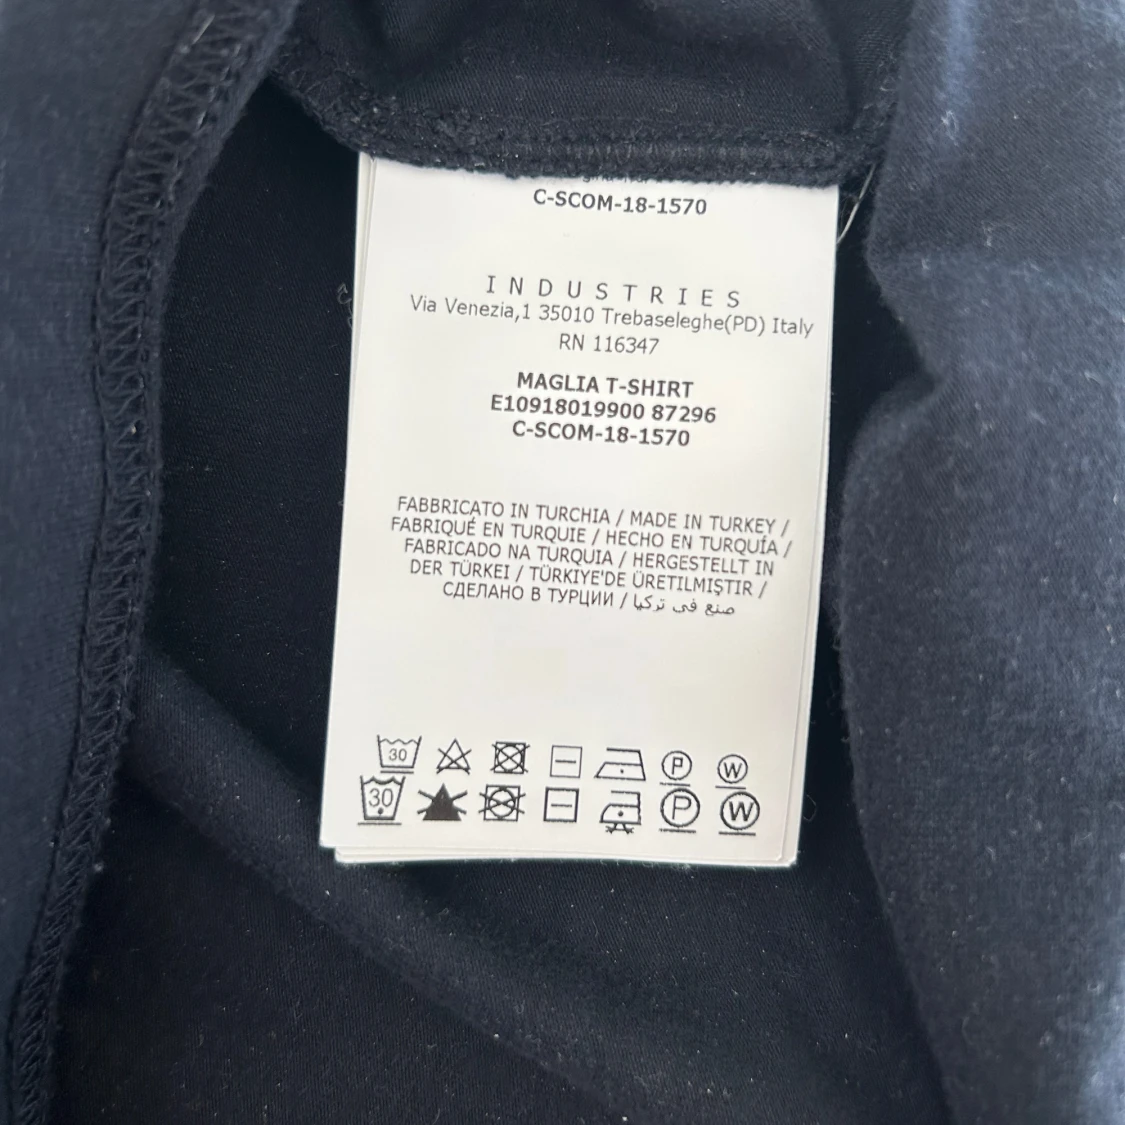 C-SCOM-18-1570
INDUSTRIES
Via Venezia,1 35010 Trebaseleghe(PD) Italy
RN 116347
MAGLIA T-SHIRT
E10918019900 87296
C-SCOM-18-1570
FABBRICATO IN TURCHIA / MADE IN TURKEY /
FABRIQUÉ EN TURQUIE / HECHO EN TURQUÍA /
FABRICADO NA TURQUIA / HERGESTELLT IN
DER TÜRKEI / TÜRKIYE'DE ÜRETILMIŞTIR /
СДЕЛАНО В ТУРЦИИ / صنع في تركيا
30 P W
30 P W